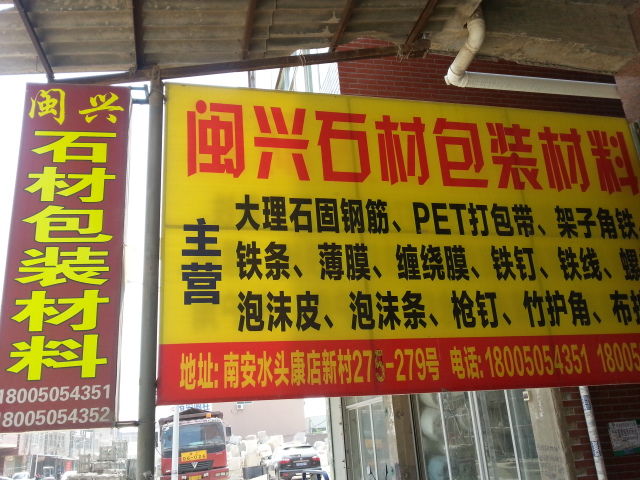 闽兴
石材包装材料
18005054351
18005054352
闽兴石材包装材料
主营
大理石固钢筋、PET打包带、架子角铁、
铁条、薄膜、缠绕膜、铁钉、铁线、螺
泡沫皮、泡沫条、枪钉、竹护角、布
地址:南安水头康店新村275-279号 电话:18005054351 18005